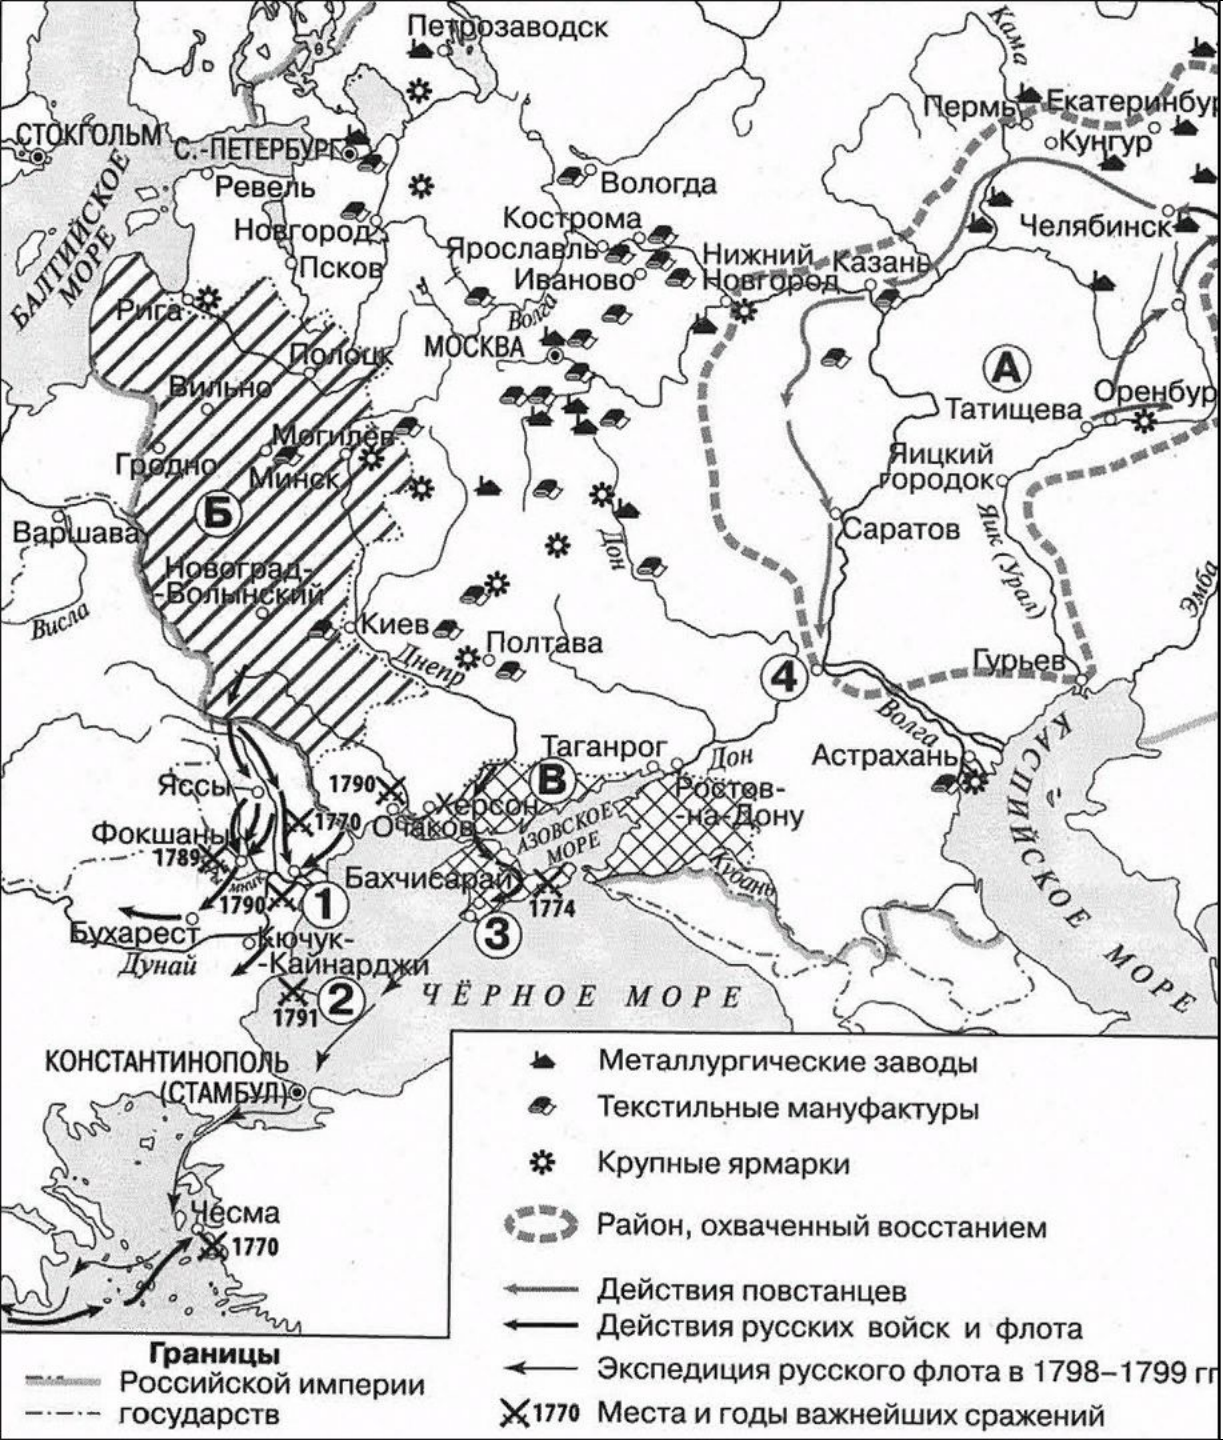 Петрозаводск
Кама
Пермь
Екатеринбур
Кунгур
СТОКГОЛЬМ
С.-ПЕТЕРБУРГ
Ревель
Вологда
БАЛТИЙСКОЕ
МОРЕ
Новгород
Псков
Кострома
Ярославль
Иваново
Нижний
Новгород
Казань
Челябинск
Рига
Волга
МОСКВА
Полоцк
Вильно
А
Оренбур
Татищева
Могилев
Минск
Гродно
Яицкий
городок
Б
Варшава
Саратов
Дон
Яик (Урал)
Эмба
Новоград-
-Волынский
Висла
Киев
Полтава
Днепр
4
Гурьев
Волга
Астрахань
КАСПИЙСКОЕ МОРЕ
Таганрог
Дон
Яссы
1790
Херсон
В
Ростов-
-на-Дону
Очаков
1770
АЗОВСКОЕ
МОРЕ
Фокшаны
1789
Кубань
Бахчисарай
1790
1
1774
3
Бухарест
Дунай
Кючук-
-Кайнарджи
1791
2
ЧЁРНОЕ МОРЕ
КОНСТАНТИНОПОЛЬ
(СТАМБУЛ)
Чесма
1770
Металлургические заводы
Текстильные мануфактуры
Крупные ярмарки
Район, охваченный восстанием
Действия повстанцев
Действия русских войск и флота
Экспедиция русского флота в 1798–1799 гг
1770 Места и годы важнейших сражений
Границы
Российской империи
государств